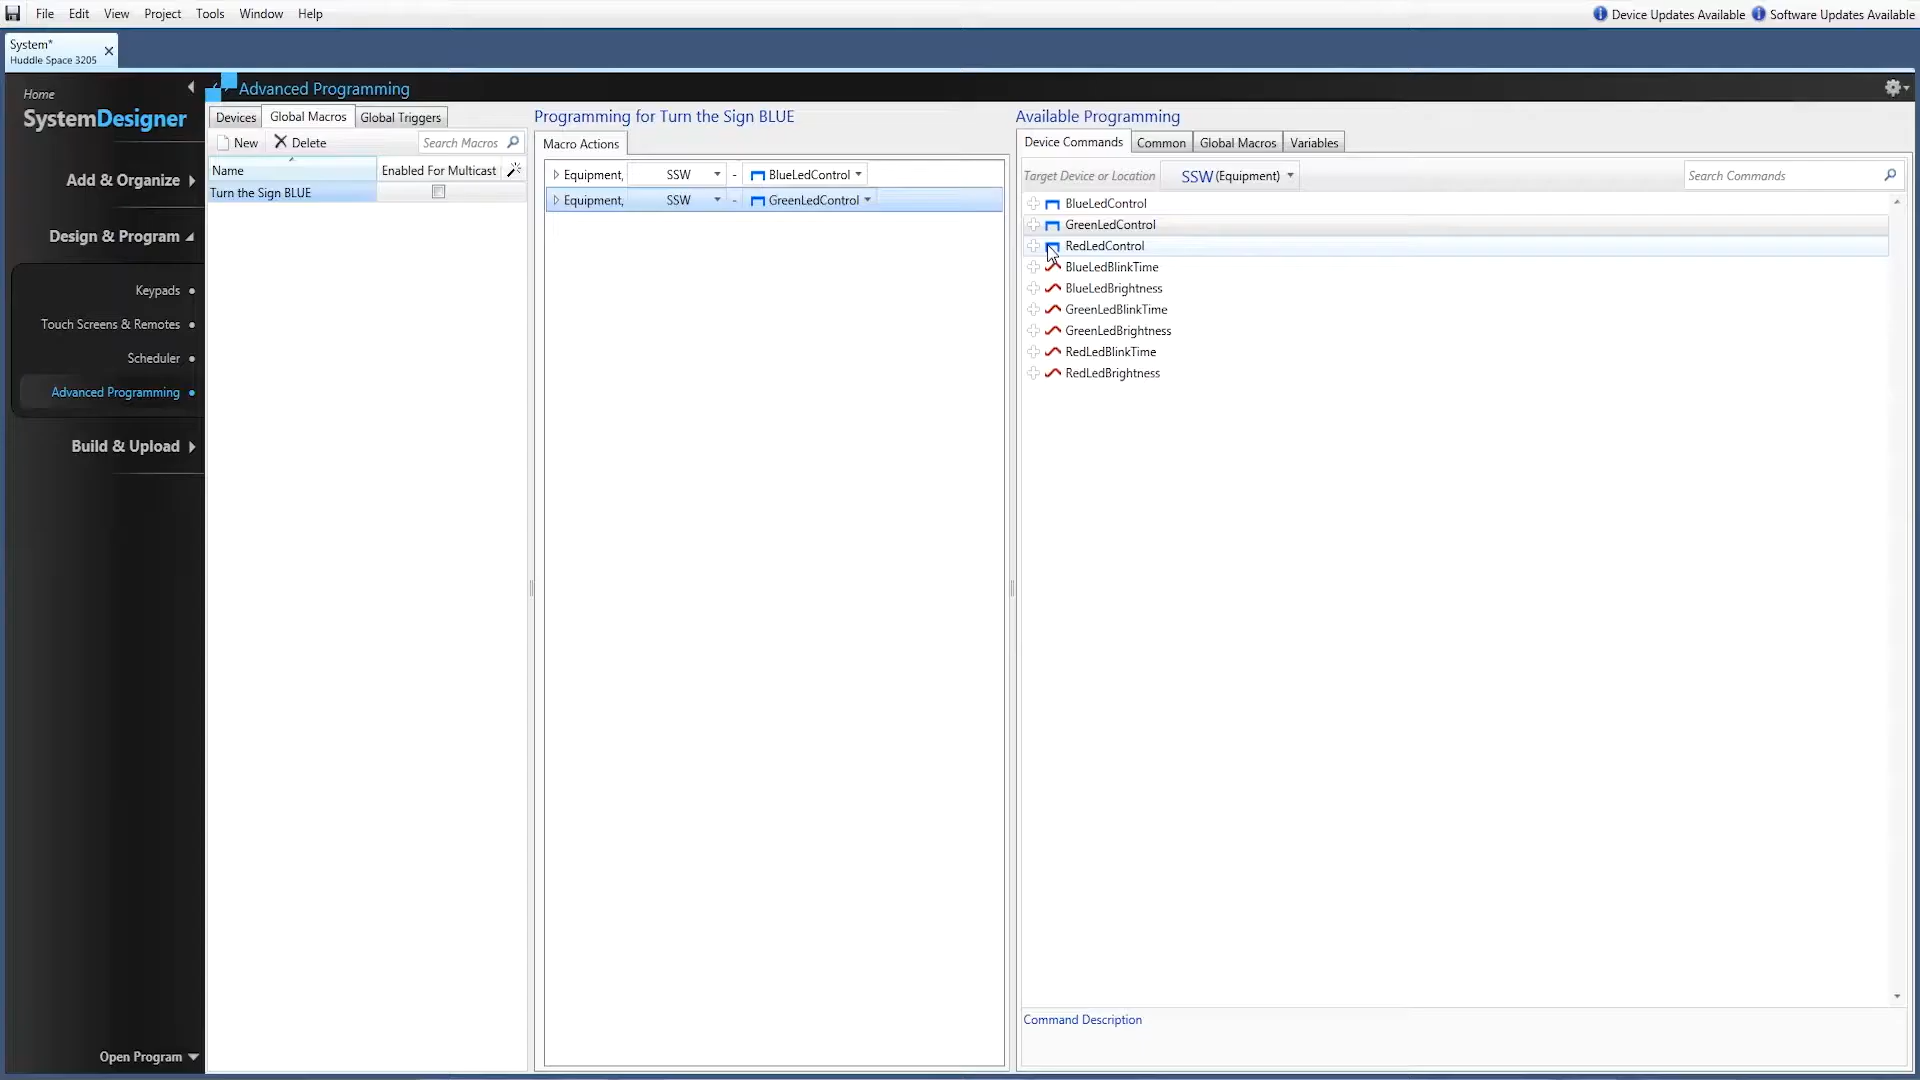 File Edit View Project Tools Window Help
Device Updates Available Software Updates Available
System*
Huddle Space 3205
Home
SystemDesigner
Add & Organize
Design & Program
Keypads
Touch Screens & Remotes
Scheduler
Advanced Programming
Build & Upload
Open Program
Advanced Programming
Devices Global Macros Global Triggers
New Delete Search Macros
Name Enabled For Multicast
Turn the Sign BLUE
Programming for Turn the Sign BLUE
Macro Actions
Equipment, SSW - BlueLedControl
Equipment, SSW - GreenLedControl
Available Programming
Device Commands Common Global Macros Variables
Target Device or Location SSW (Equipment) Search Commands
BlueLedControl
GreenLedControl
RedLedControl
BlueLedBlinkTime
BlueLedBrightness
GreenLedBlinkTime
GreenLedBrightness
RedLedBlinkTime
RedLedBrightness
Command Description